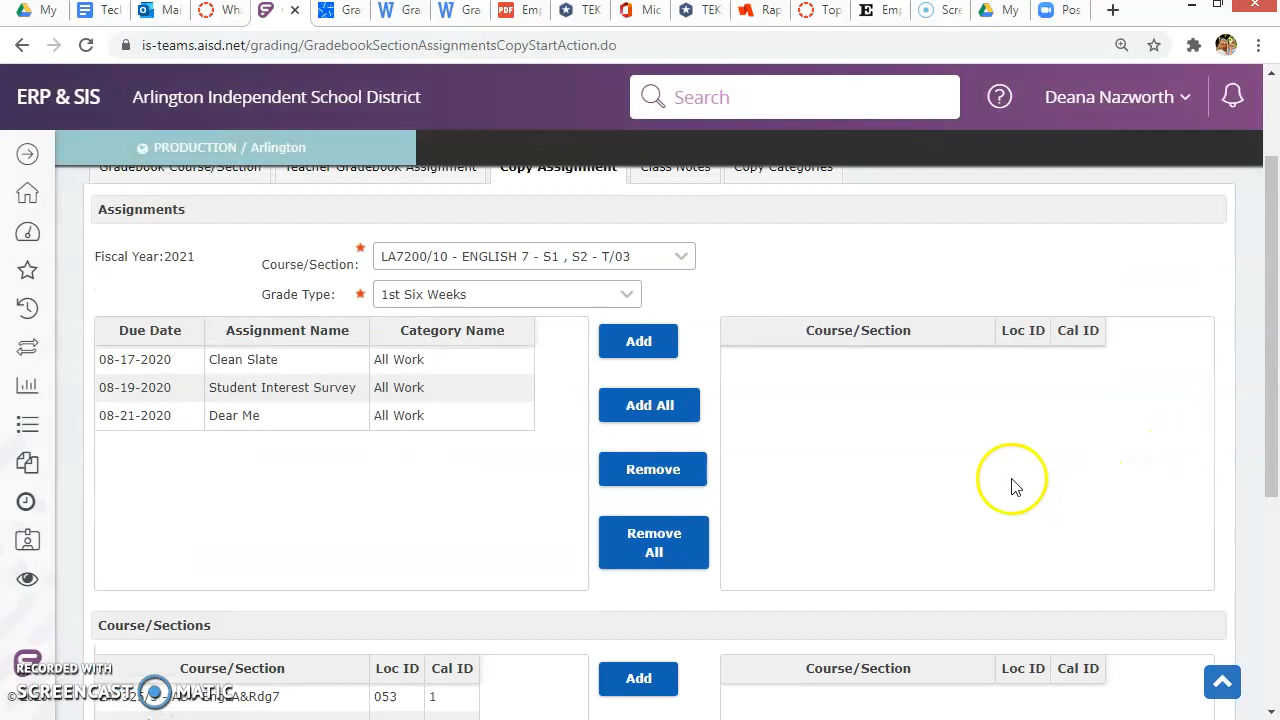 My Tech Mai Wha Gra Gra Gra Emp TEK Mic TEK Rap Top Emp Scre My Pos
is-teams.aisd.net/grading/GradebookSectionAssignmentsCopyStartAction.do
ERP & SIS Arlington Independent School District Search Deana Nazworth
PRODUCTION / Arlington
Gradebook Course/Section Teacher Gradebook Assignment Copy Assignment Class Notes Copy Categories
Assignments
Fiscal Year:2021 Course/Section: LA7200/10 - ENGLISH 7 - S1 , S2 - T/03
Grade Type: 1st Six Weeks
Due Date Assignment Name Category Name Add Course/Section Loc ID Cal ID
08-17-2020 Clean Slate All Work
08-19-2020 Student Interest Survey All Work
Add All
08-21-2020 Dear Me All Work
Remove
Remove All
Course/Sections
Course/Section Loc ID Cal ID Add Course/Section Loc ID Cal ID
053 1
RECORDED WITH
SCREENCAST MATIC